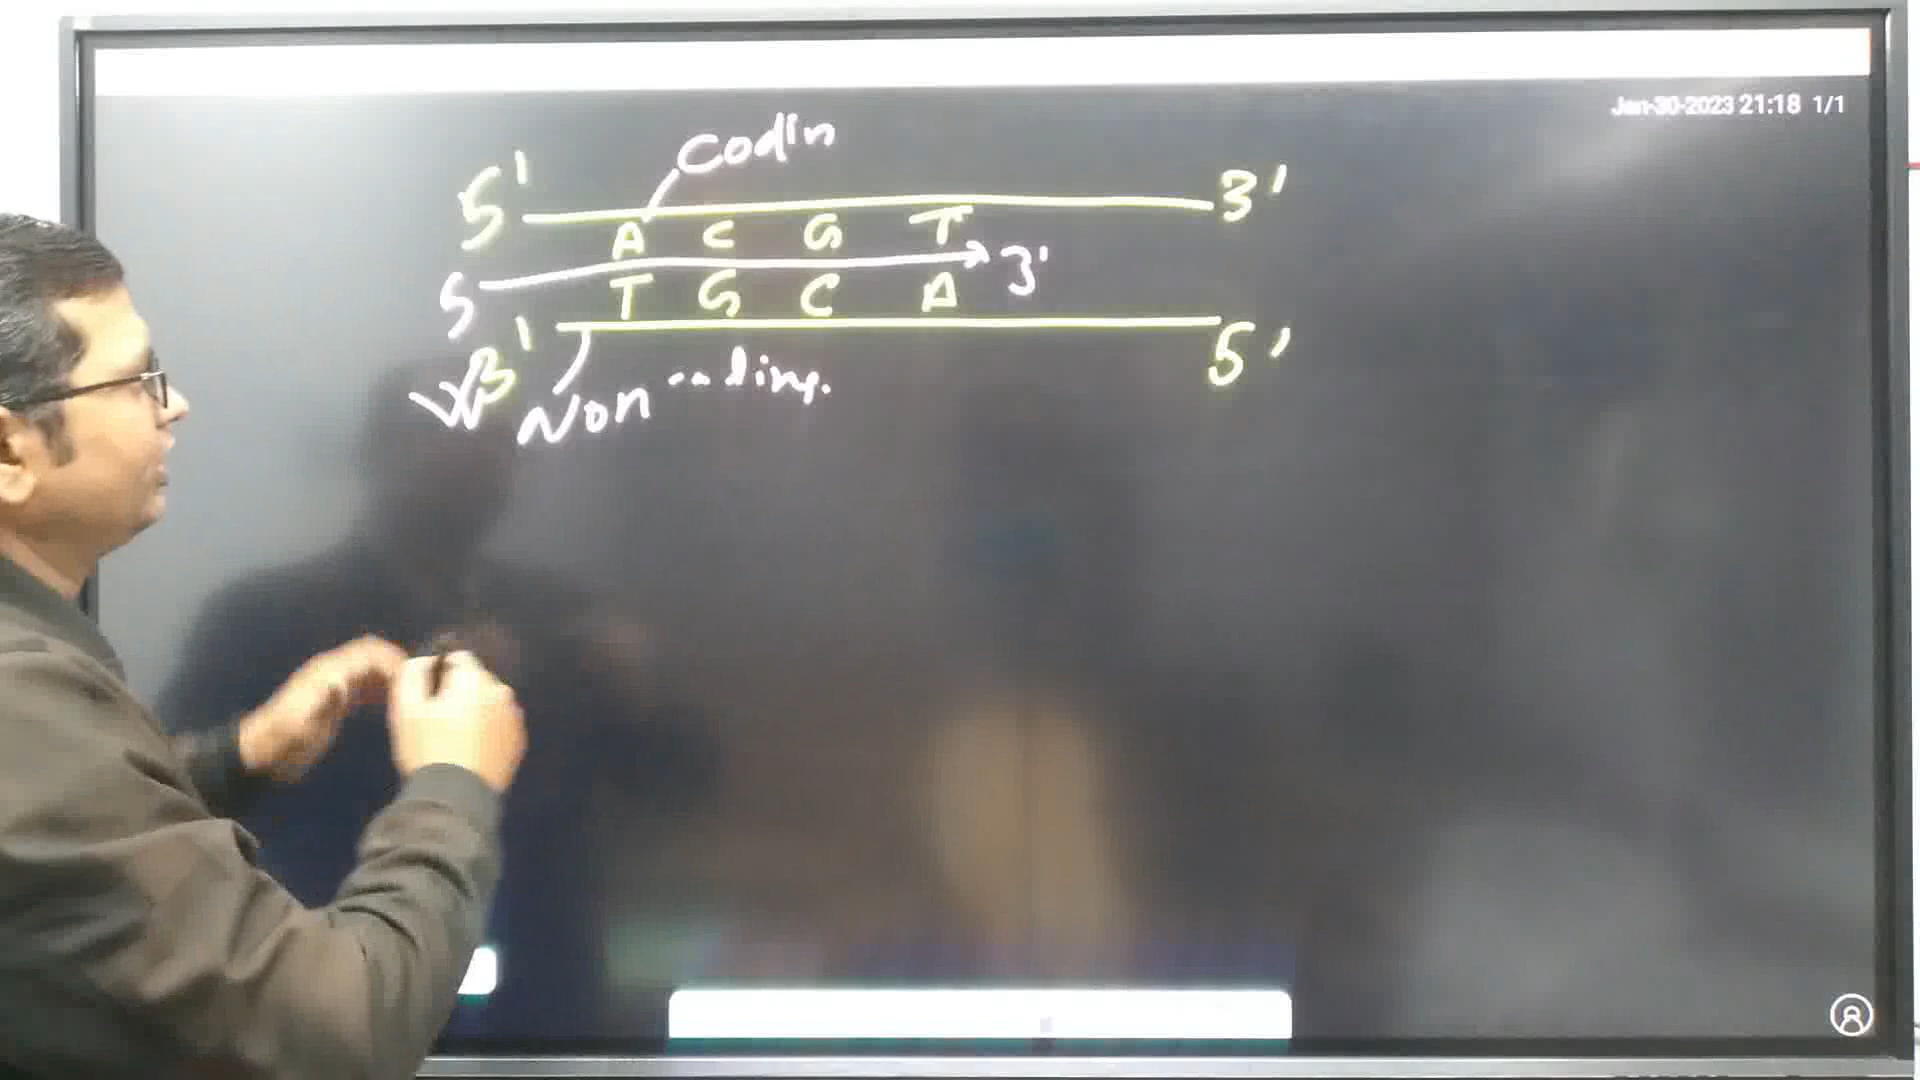 Jan-30-2023 21:18 1/1
Codin
5' 3'
A C G T
5 3'
T G C A
3' 5'
Non coding.